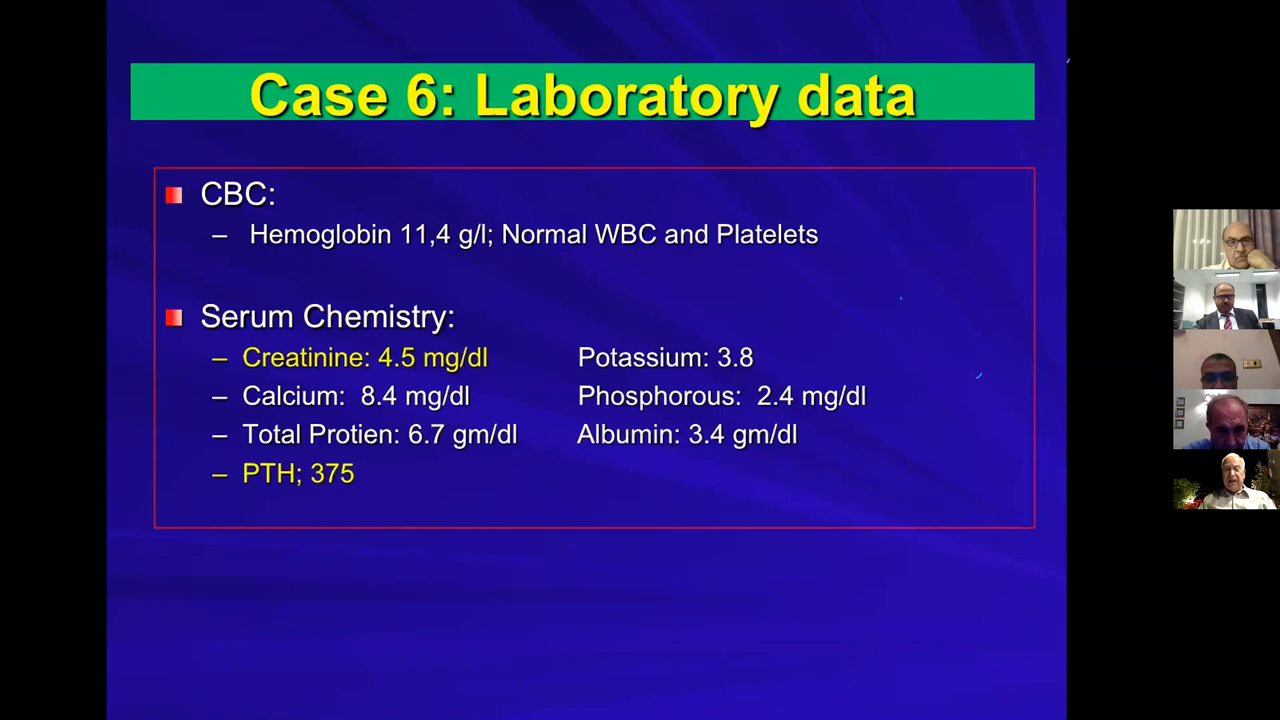 Case 6: Laboratory data
CBC:
– Hemoglobin 11,4 g/l; Normal WBC and Platelets
Serum Chemistry:
– Creatinine: 4.5 mg/dl Potassium: 3.8
– Calcium: 8.4 mg/dl Phosphorous: 2.4 mg/dl
– Total Protien: 6.7 gm/dl Albumin: 3.4 gm/dl
– PTH; 375